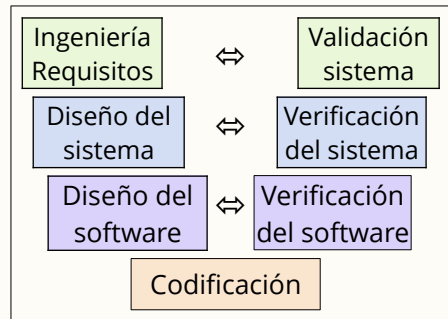 Ingeniería
Requisitos
⇔
Validación
sistema
Diseño del
sistema
⇔
Verificación
del sistema
Diseño del
software
⇔
Verificación
del software
Codificación